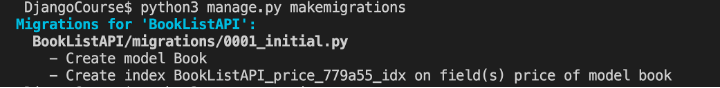 DjangoCourse$ python3 manage.py makemigrations
Migrations for 'BookListAPI':
BookListAPI/migrations/0001_initial.py
- Create model Book
- Create index BookListAPI_price_779a55_idx on field(s) price of model book